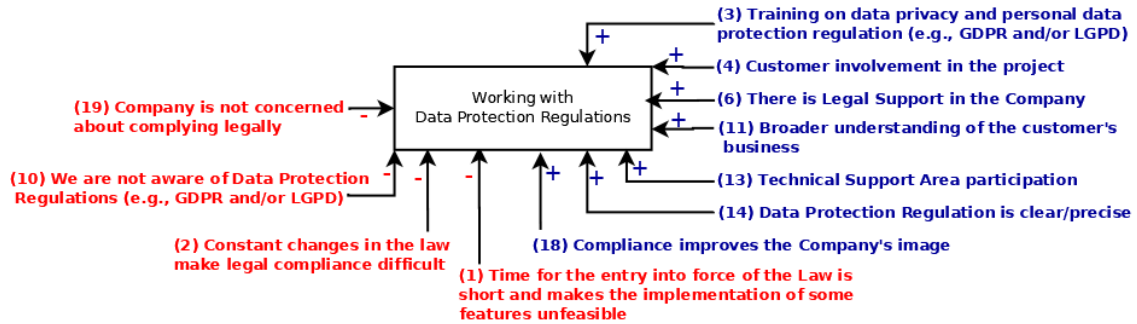 (3) Training on data privacy and personal data
protection regulation (e.g., GDPR and/or LGPD)
+
(4) Customer involvement in the project
+
(6) There is Legal Support in the Company
+
(11) Broader understanding of the customer's
business
+
(13) Technical Support Area participation
+
(14) Data Protection Regulation is clear/precise
+
(18) Compliance improves the Company's image
+
Working with
Data Protection Regulations
(19) Company is not concerned
about complying legally
-
(10) We are not aware of Data Protection
Regulations (e.g., GDPR and/or LGPD)
-
(2) Constant changes in the law
make legal compliance difficult
-
(1) Time for the entry into force of the Law is
short and makes the implementation of some
features unfeasible
-